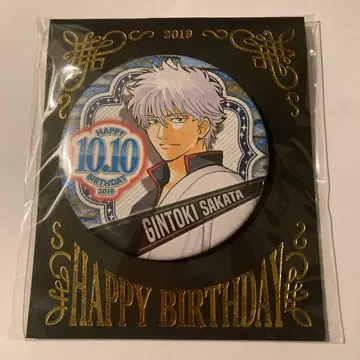 2019
HAPPY
10.10
BIRTHDAY
2019
GINTOKI SAKATA
HAPPY BIRTHDAY